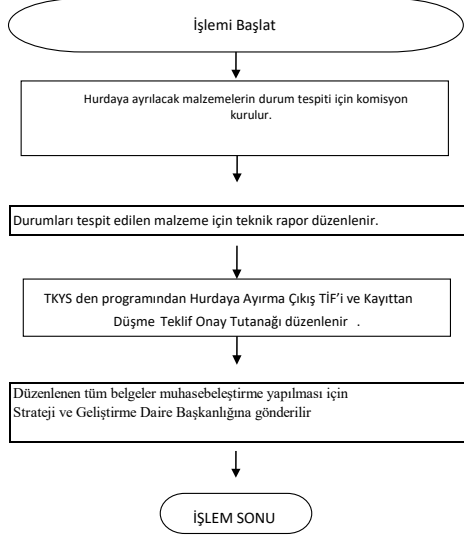 İşlemi Başlat
Hurdaya ayrılacak malzemelerin durum tespiti için komisyon
kurulur.
Durumları tespit edilen malzeme için teknik rapor düzenlenir.
TKYS den programından Hurdaya Ayırma Çıkış TİF'i ve Kayıttan
Düşme Teklif Onay Tutanağı düzenlenir .
Düzenlenen tüm belgeler muhasebeleştirme yapılması için
Strateji ve Geliştirme Daire Başkanlığına gönderilir
İŞLEM SONU